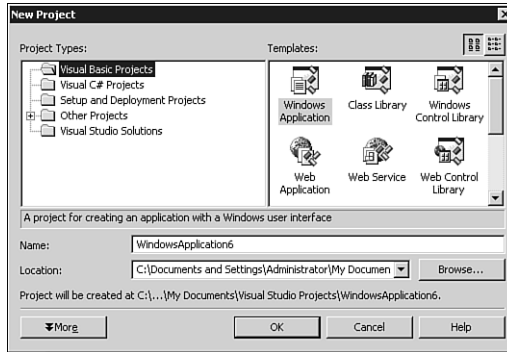 New Project
Project Types:
Templates:
Visual Basic Projects
Visual C# Projects
Setup and Deployment Projects
Other Projects
Visual Studio Solutions
Windows
Application
Class Library
Windows
Control Library
Web
Application
Web Service
Web Control
Library
A project for creating an application with a Windows user interface
Name:
WindowsApplication6
Location:
C:\Documents and Settings\Administrator\My Documen
Browse...
Project will be created at C:\...\My Documents\Visual Studio Projects\WindowsApplication6.
More
OK
Cancel
Help